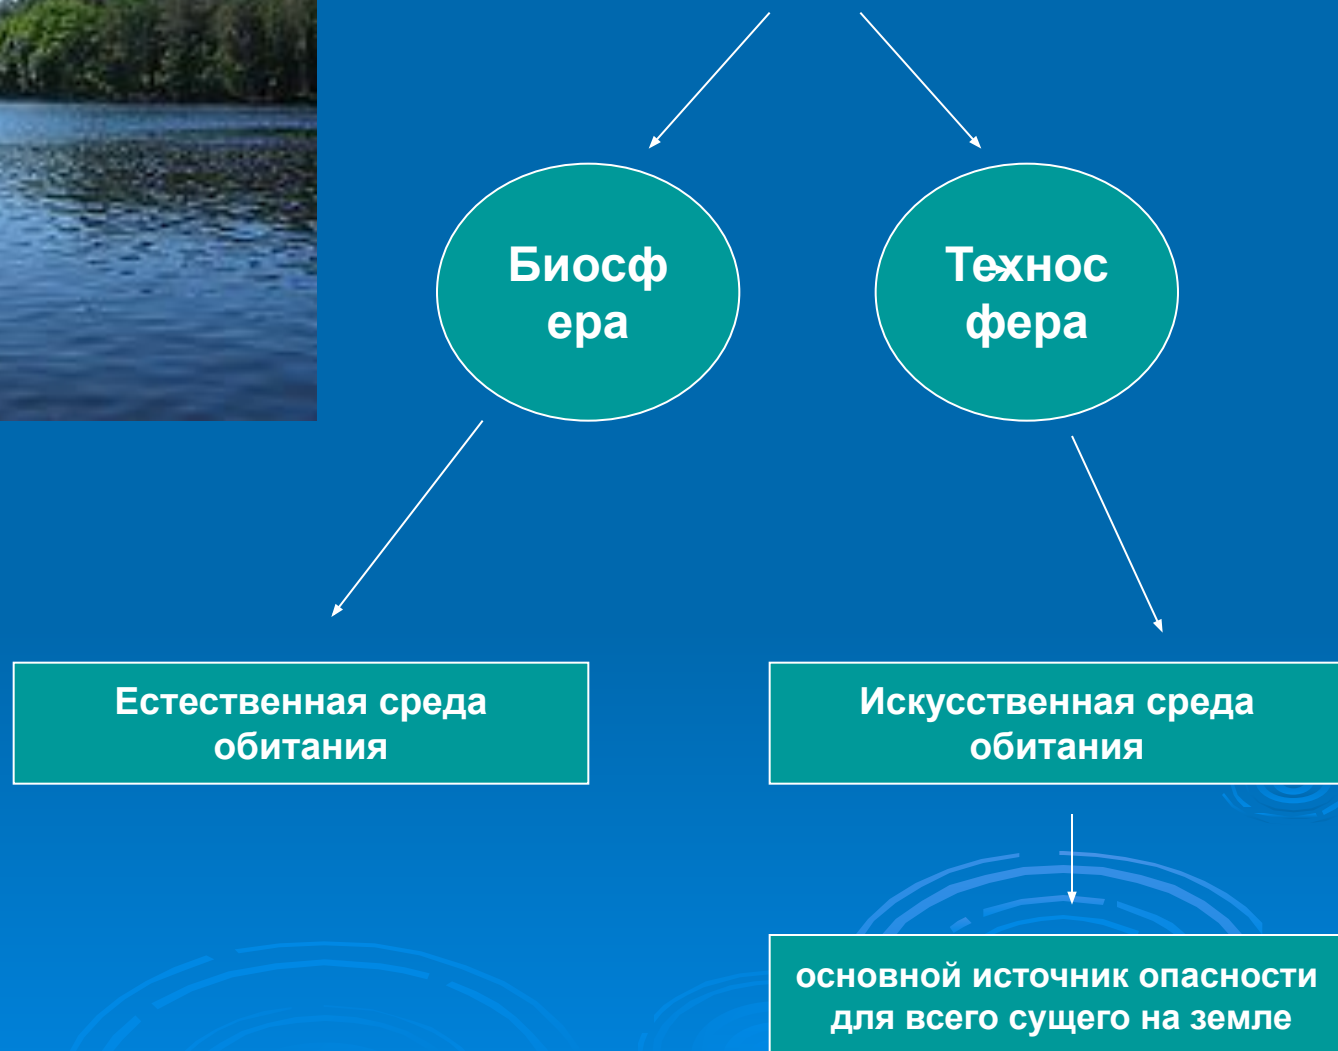 Биосф
ера
Технос
фера
Естественная среда
обитания
Искусственная среда
обитания
основной источник опасности
для всего сущего на земле